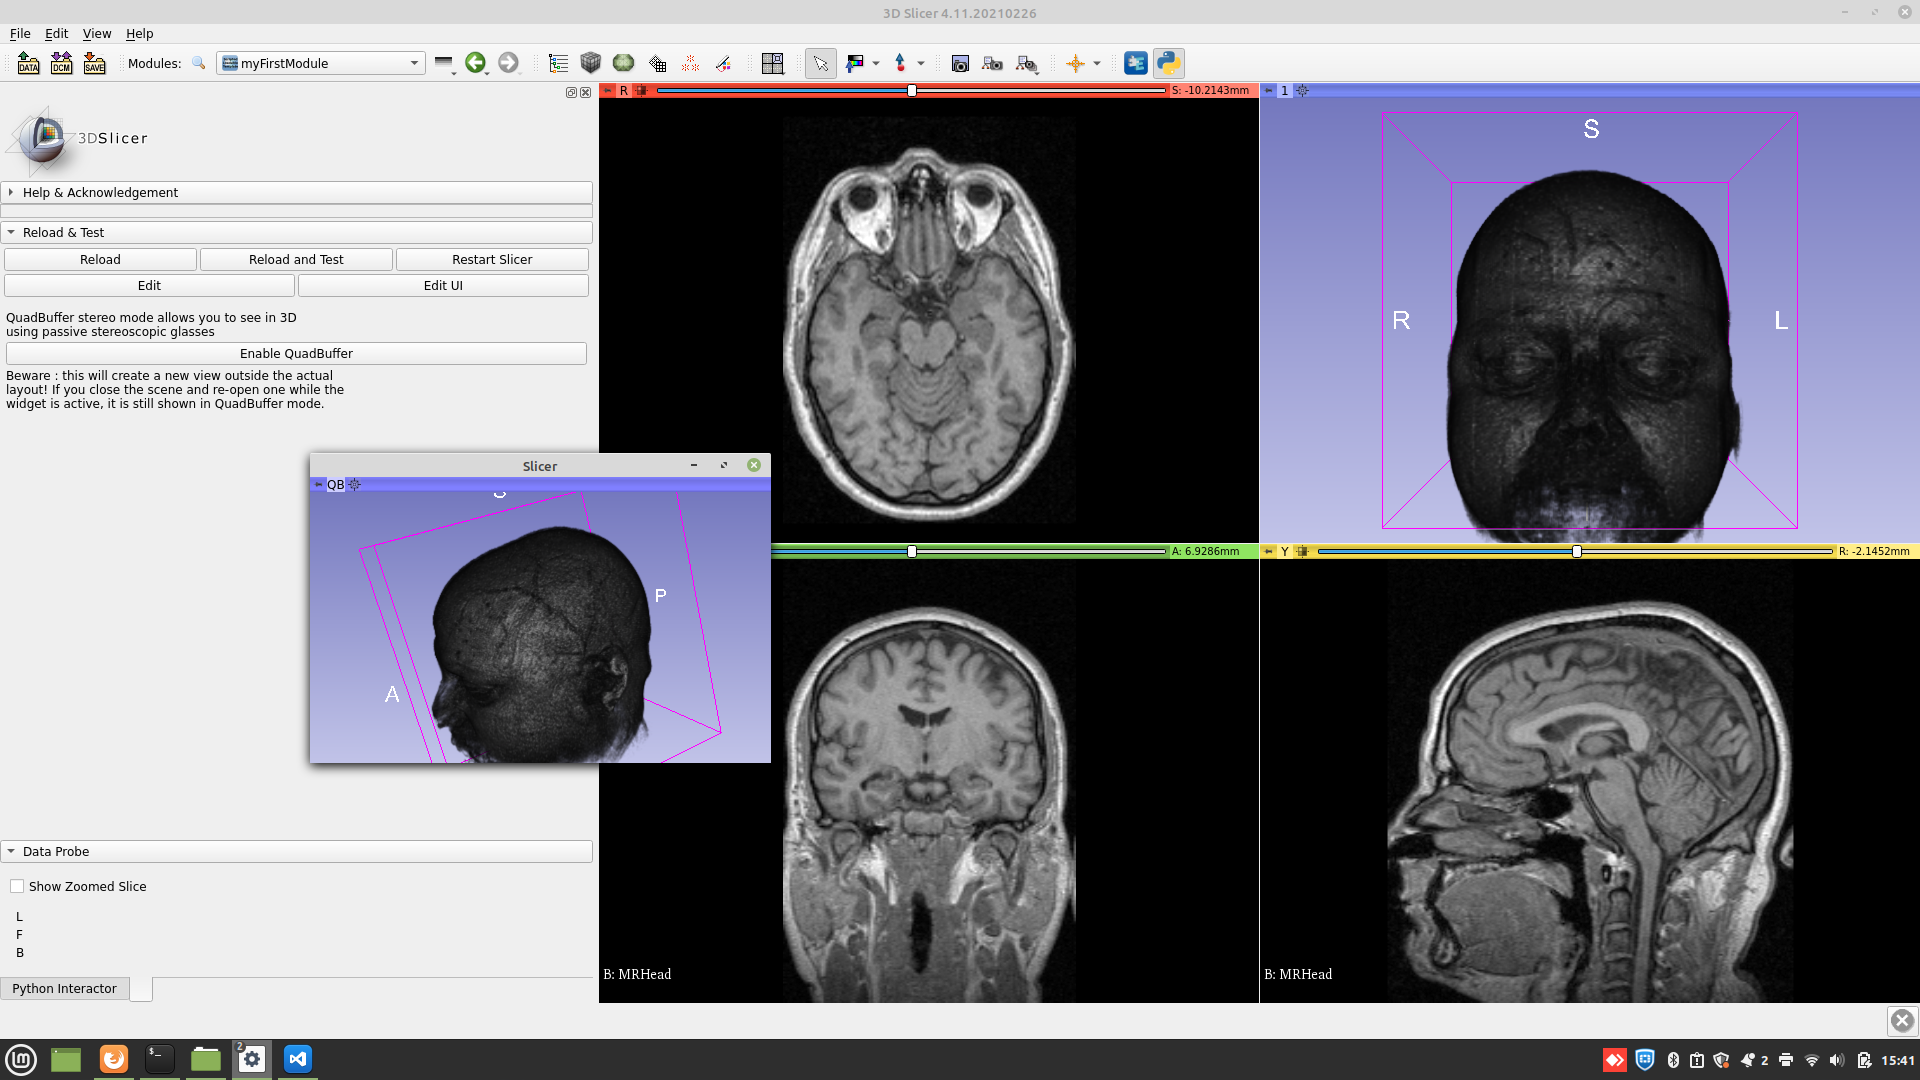 3D Slicer 4.11.20210226
File Edit View Help
DATA DCM SAVE Modules: myFirstModule
3DSlicer
Help & Acknowledgement
Reload & Test
Reload Reload and Test Restart Slicer
Edit Edit UI
QuadBuffer stereo mode allows you to see in 3D
using passive stereoscopic glasses
Enable QuadBuffer
Beware : this will create a new view outside the actual
layout! If you close the scene and re-open one while the
widget is active, it is still shown in QuadBuffer mode.
Data Probe
Show Zoomed Slice
L
F
B
Python Interactor
Slicer
QB
S
P
A
R S: -10.2143mm
1
S
R L
A: 6.9286mm
B: MRHead
Y R: -2.1452mm
B: MRHead
2
2 15:41